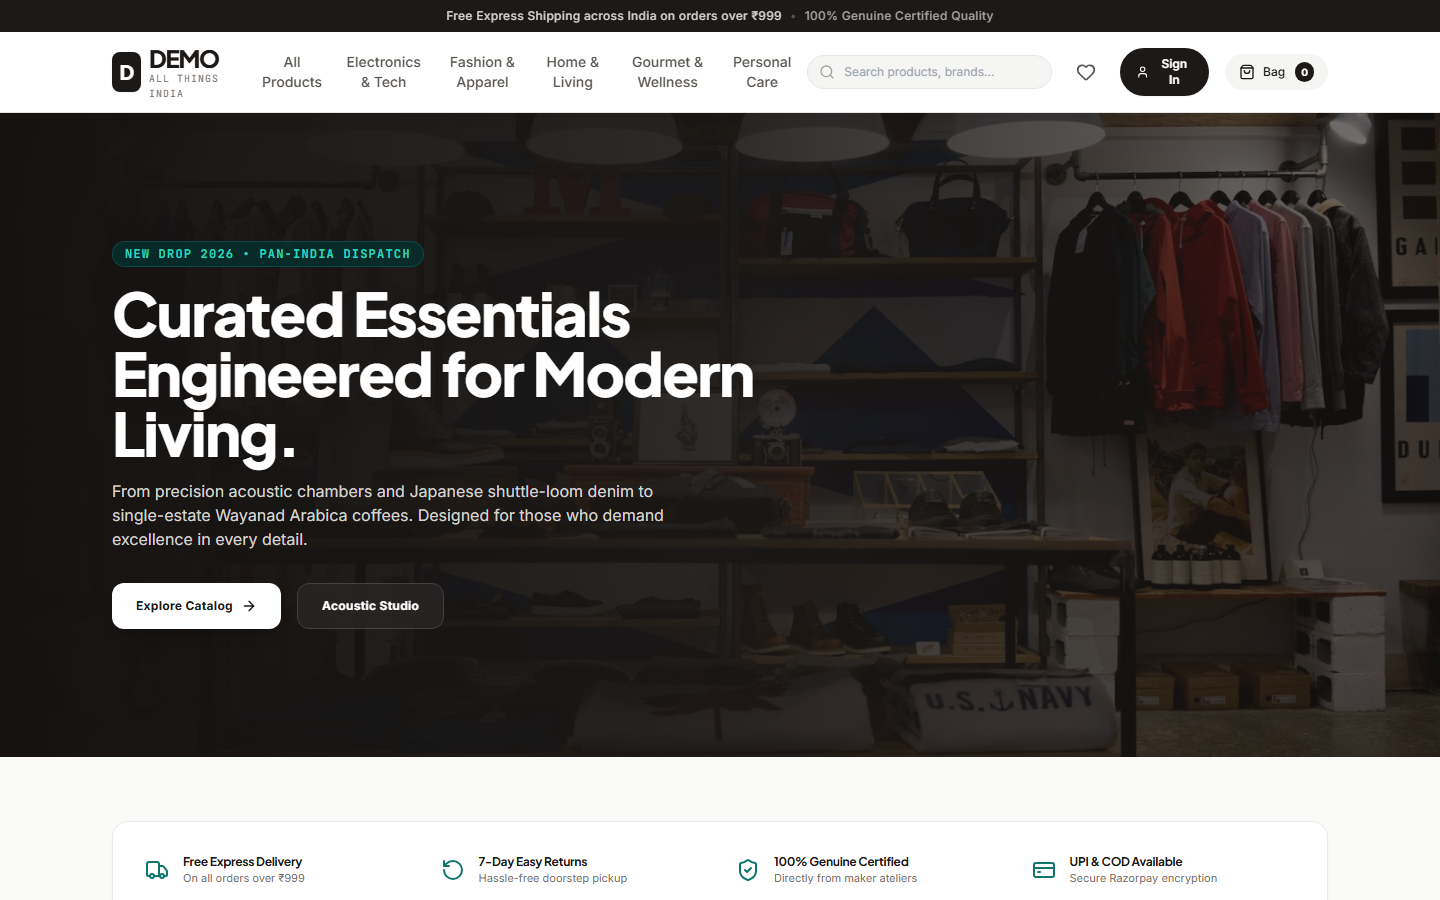 Free Express Shipping across India on orders over ₹999 • 100% Genuine Certified Quality
D
DEMO
ALL THINGS
INDIA
All
Products
Electronics
& Tech
Fashion &
Apparel
Home &
Living
Gourmet &
Wellness
Personal
Care
Search products, brands...
Sign
In
Bag 0
NEW DROP 2026 • PAN-INDIA DISPATCH
Curated Essentials
Engineered for Modern
Living.
From precision acoustic chambers and Japanese shuttle-loom denim to
single-estate Wayanad Arabica coffees. Designed for those who demand
excellence in every detail.
Explore Catalog
Acoustic Studio
M
GA
DU
U.S. NAVY
Free Express Delivery
On all orders over ₹999
7-Day Easy Returns
Hassle-free doorstep pickup
100% Genuine Certified
Directly from maker ateliers
UPI & COD Available
Secure Razorpay encryption